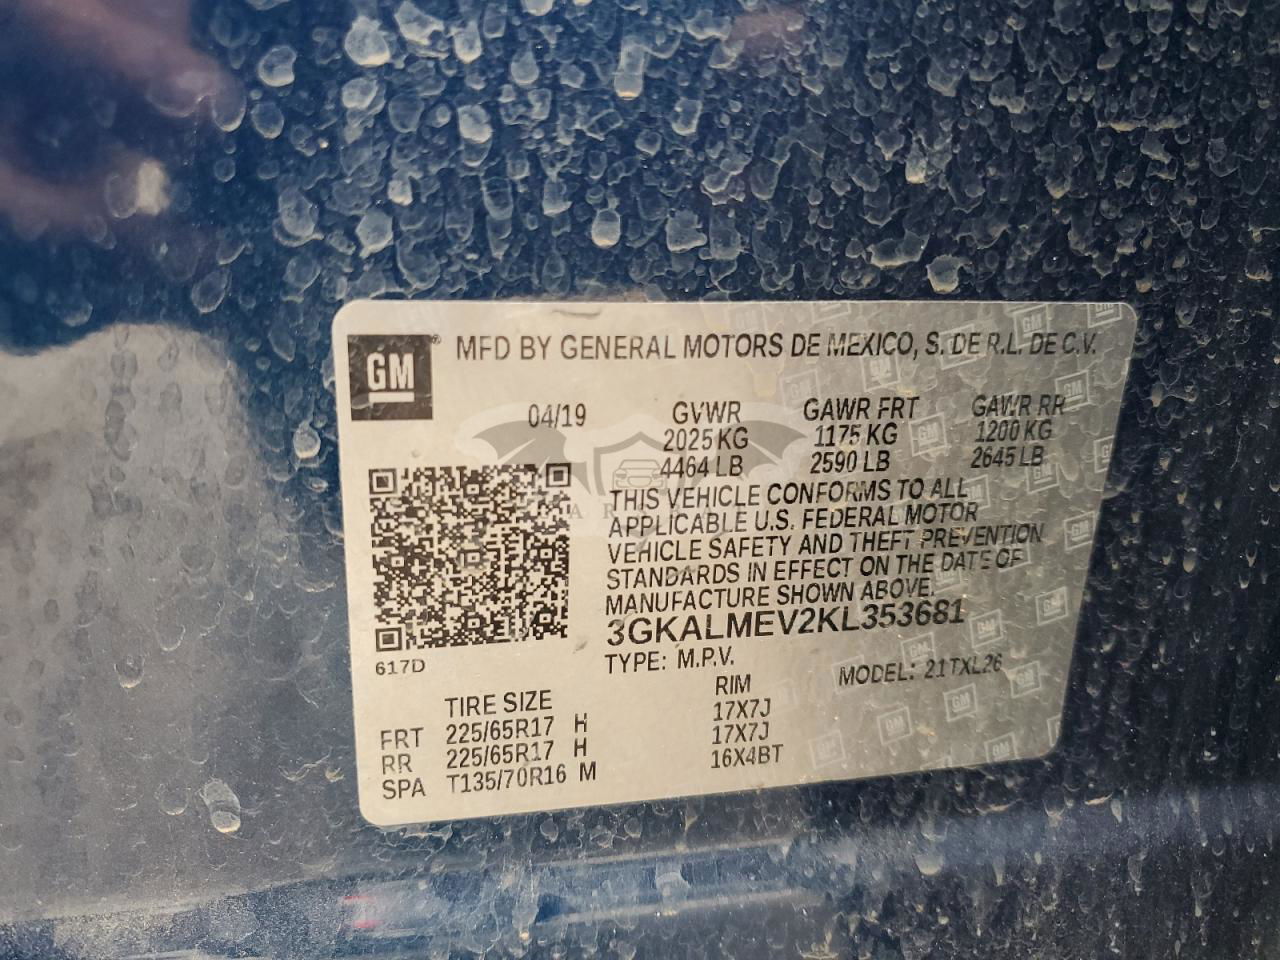 GM ® MFD BY GENERAL MOTORS DE MEXICO, S. DE R.L. DE C.V.
04/19 GVWR GAWR FRT GAWR RR
2025 KG 1175 KG 1200 KG
4464 LB 2590 LB 2645 LB
THIS VEHICLE CONFORMS TO ALL
APPLICABLE U.S. FEDERAL MOTOR
VEHICLE SAFETY AND THEFT PREVENTION
STANDARDS IN EFFECT ON THE DATE OF
MANUFACTURE SHOWN ABOVE.
3GKALMEV2KL353681
617D TYPE: M.P.V. MODEL: 21TXL26
TIRE SIZE RIM
FRT 225/65R17 H 17X7J
RR 225/65R17 H 17X7J
SPA T135/70R16 M 16X4BT